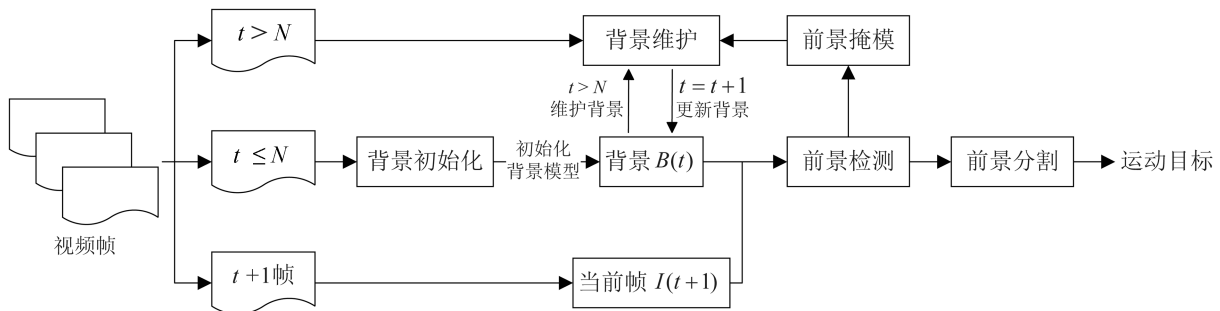 t > N
背景维护
前景掩模
t > N
维护背景
t = t + 1
更新背景
视频帧
t ≤ N
背景初始化
初始化
背景模型
背景 B(t)
前景检测
前景分割
运动目标
t +1帧
当前帧 I(t+1)